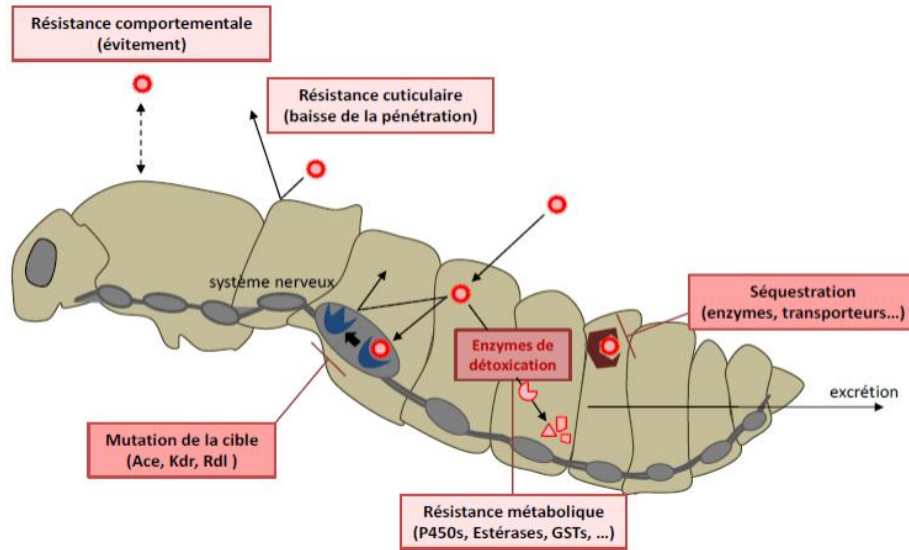 Résistance comportementale
(évitement)
Résistance cuticulaire
(baisse de la pénétration)
système nerveux
Séquestration
(enzymes, transporteurs...)
Enzymes de
détoxication
excrétion
Mutation de la cible
(Ace, Kdr, Rdl )
Résistance métabolique
(P450s, Estérases, GSTs, ...)